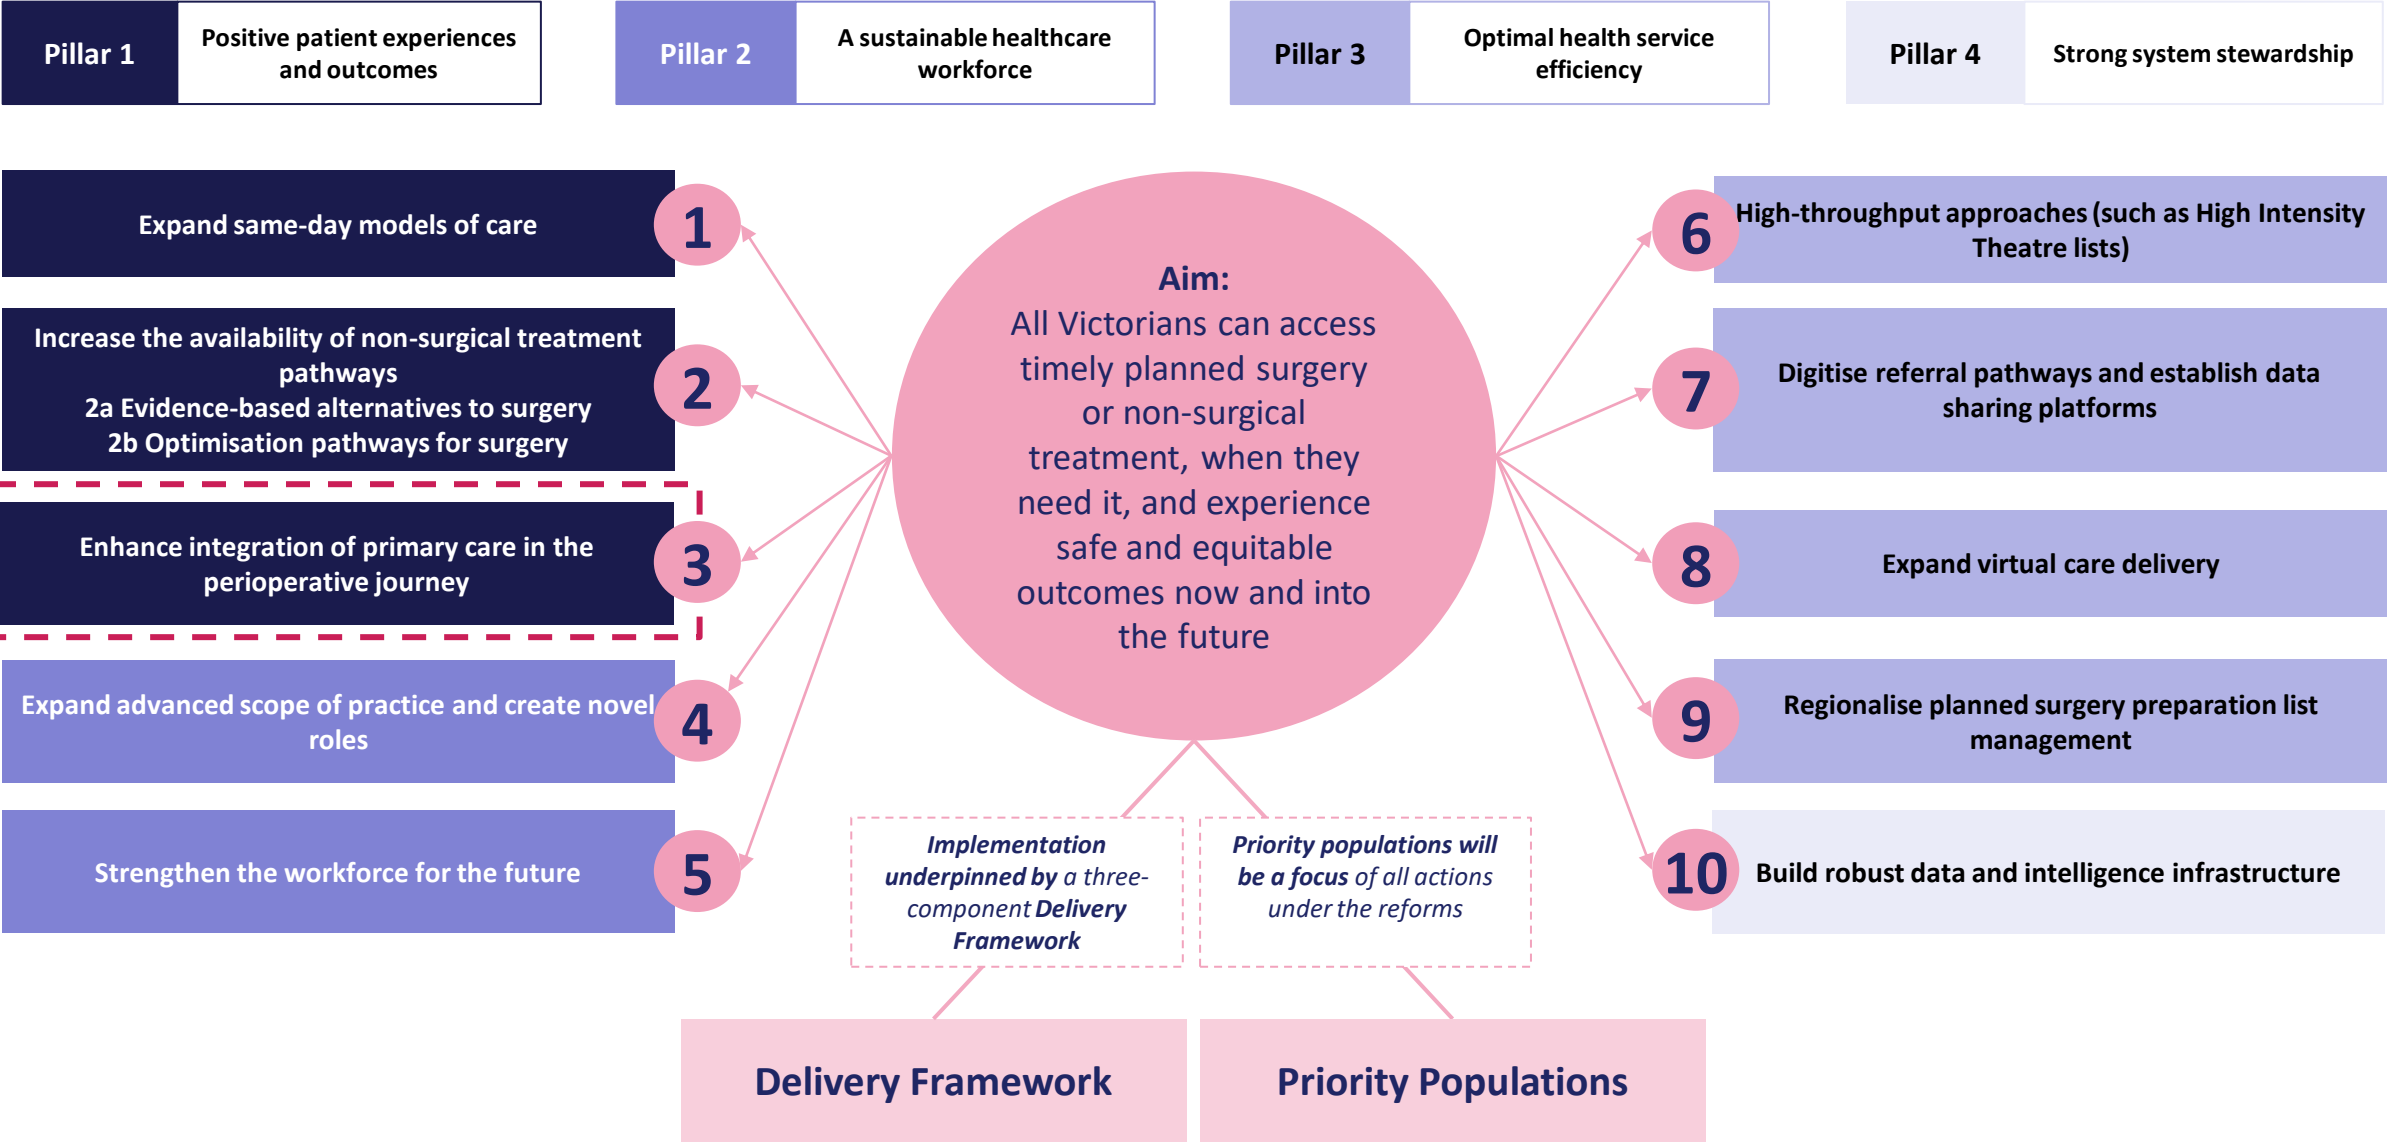 Pillar 1
Positive patient experiences
and outcomes
Pillar 2
A sustainable healthcare
workforce
Pillar 3
Optimal health service
efficiency
Pillar 4
Strong system stewardship
Expand same-day models of care
1
Increase the availability of non-surgical treatment
pathways
2a Evidence-based alternatives to surgery
2b Optimisation pathways for surgery
2
Enhance integration of primary care in the
perioperative journey
3
Expand advanced scope of practice and create novel
roles
4
Strengthen the workforce for the future
5
Aim:
All Victorians can access
timely planned surgery
or non-surgical
treatment, when they
need it, and experience
safe and equitable
outcomes now and into
the future
6
High-throughput approaches (such as High Intensity
Theatre lists)
7
Digitise referral pathways and establish data
sharing platforms
8
Expand virtual care delivery
9
Regionalise planned surgery preparation list
management
10
Build robust data and intelligence infrastructure
Implementation
underpinned by a three-
component Delivery
Framework
Priority populations will
be a focus of all actions
under the reforms
Delivery Framework
Priority Populations